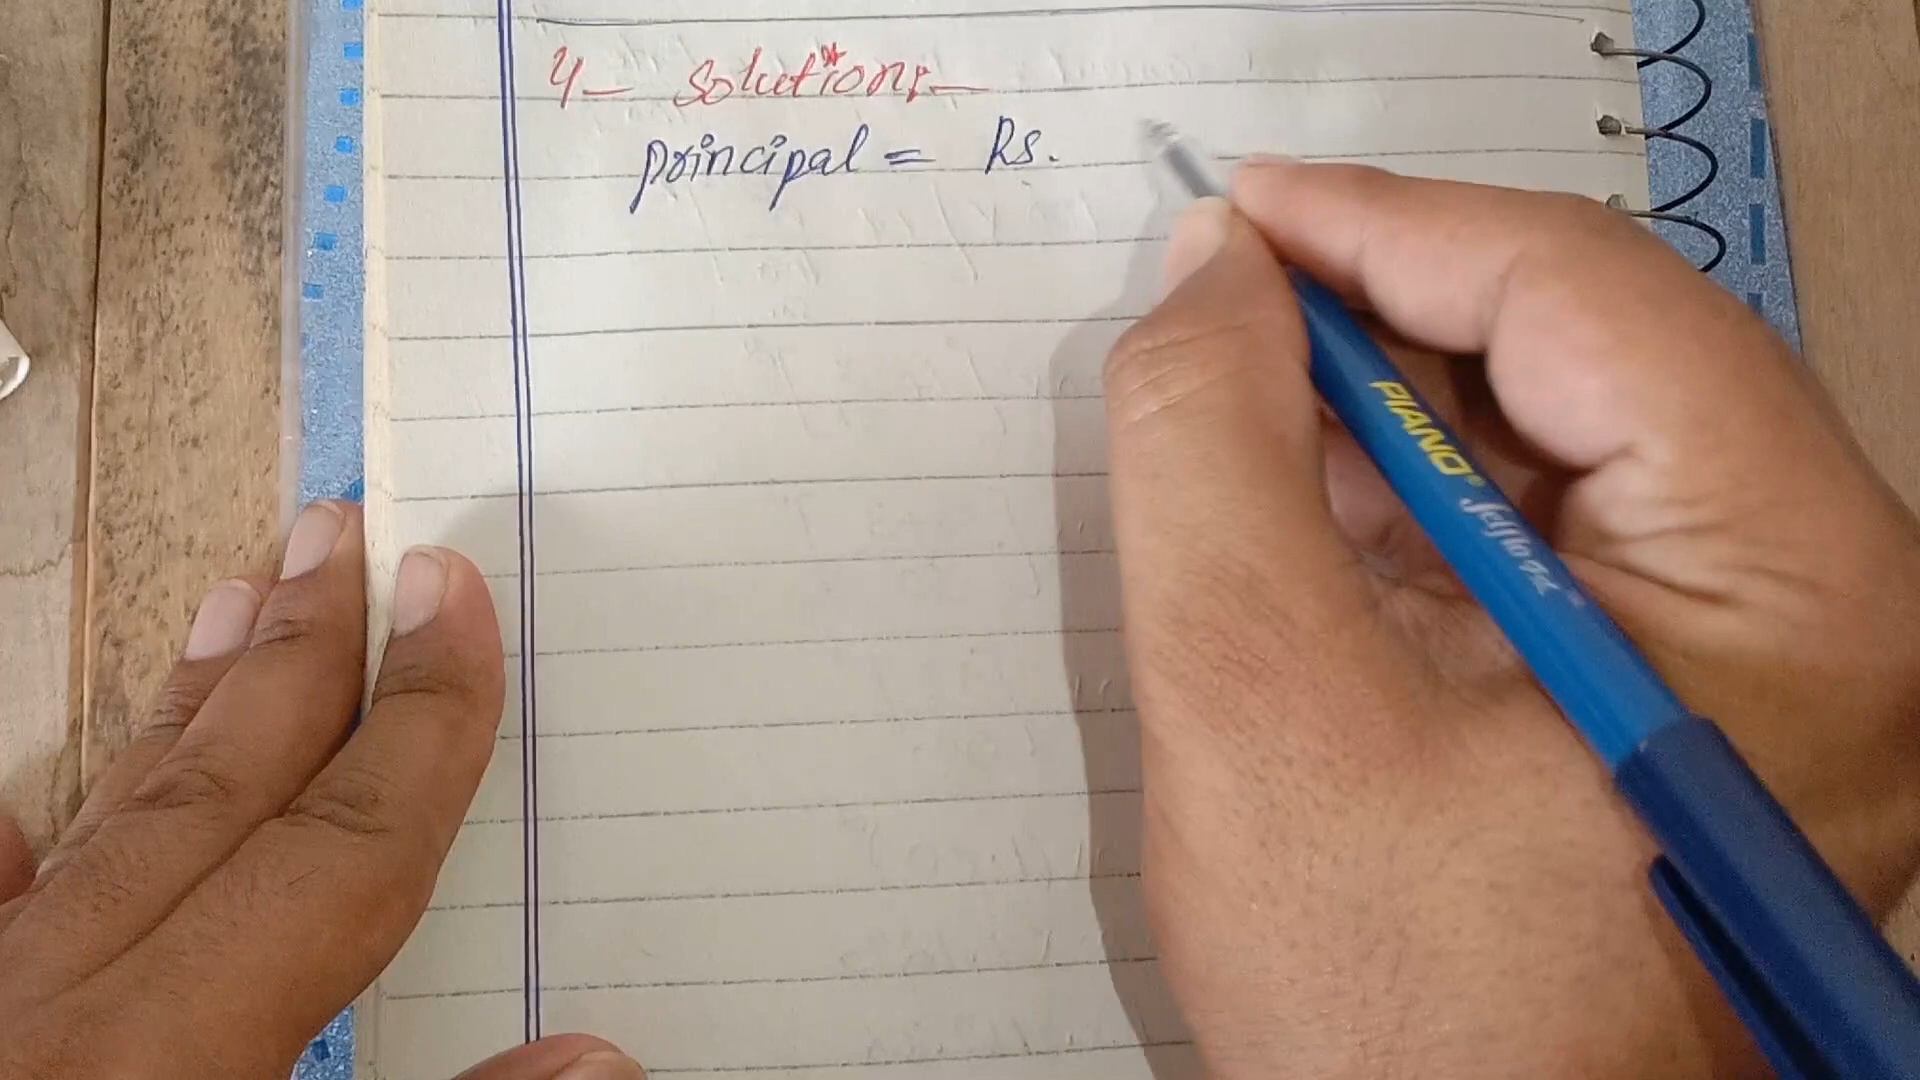 4- Solution:-
principal = Rs.
PIANO